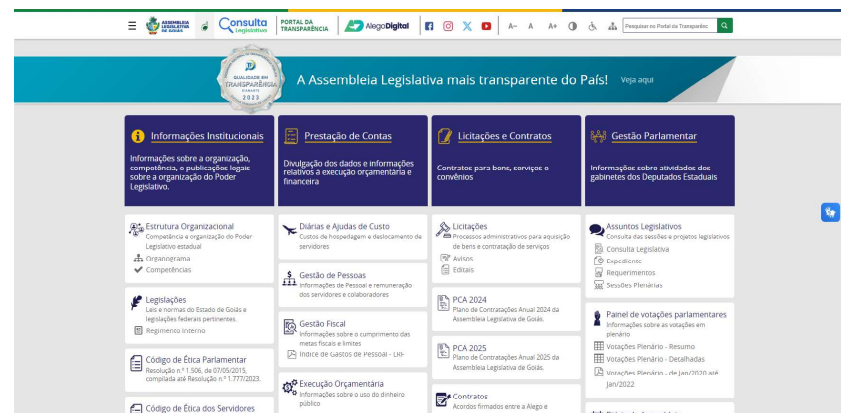 ASSEMBLEIA
LEGISLATIVA
DE GOIÁS
Consulta
Legislativa
PORTAL DA
TRANSPARÊNCIA
AlegoDigital
A-
A
A+
Pesquisar no Portal da Transparênc
QUALIDADE EM
TRANSPARÊNCIA
DIAMANTE
2023
A Assembleia Legislativa mais transparente do País!
Veja aqui
Informações Institucionais
Informações sobre a organização,
competência, e publicações legais
sobre a organização do Poder
Legislativo.
Prestação de Contas
Divulgação dos dados e informações
relativos à execução orçamentária e
financeira
Licitações e Contratos
Contratos para bens, serviços e
convênios
Gestão Parlamentar
Informações sobre atividades dos
gabinetes dos Deputados Estaduais
Estrutura Organizacional
Competência e organização do Poder
Legislativo estadual
Organograma
Competências
Legislações
Leis e normas do Estado de Goiás e
legislações federais pertinentes.
Regimento Interno
Código de Ética Parlamentar
Resolução n.º 1.506, de 07/05/2015,
compilada até Resolução n.º 1.777/2023.
Código de Ética dos Servidores
Diárias e Ajudas de Custo
Custos de hospedagem e deslocamento de
servidores
Gestão de Pessoas
Informações de Pessoal e remuneração
dos servidores e colaboradores
Gestão Fiscal
Informações sobre o cumprimento das
metas fiscais e limites
Índice de Gastos de Pessoal - LRF
Execução Orçamentária
Informações sobre o uso do dinheiro
público
Licitações
Processos administrativos para aquisição
de bens e contratação de serviços
Avisos
Editais
PCA 2024
Plano de Contratações Anual 2024 da
Assembleia Legislativa de Goiás.
PCA 2025
Plano de Contratações Anual 2025 da
Assembleia Legislativa de Goiás.
Contratos
Acordos firmados entre a Alego e
Assuntos Legislativos
Consulta das sessões e projetos legislativos
Consulta Legislativa
Expedientes
Requerimentos
Sessões Plenárias
Painel de votações parlamentares
Informações sobre as votações em
plenário
Votações Plenário - Resumo
Votações Plenário - Detalhadas
Votações Plenário - de Jan/2020 até
Jan/2022